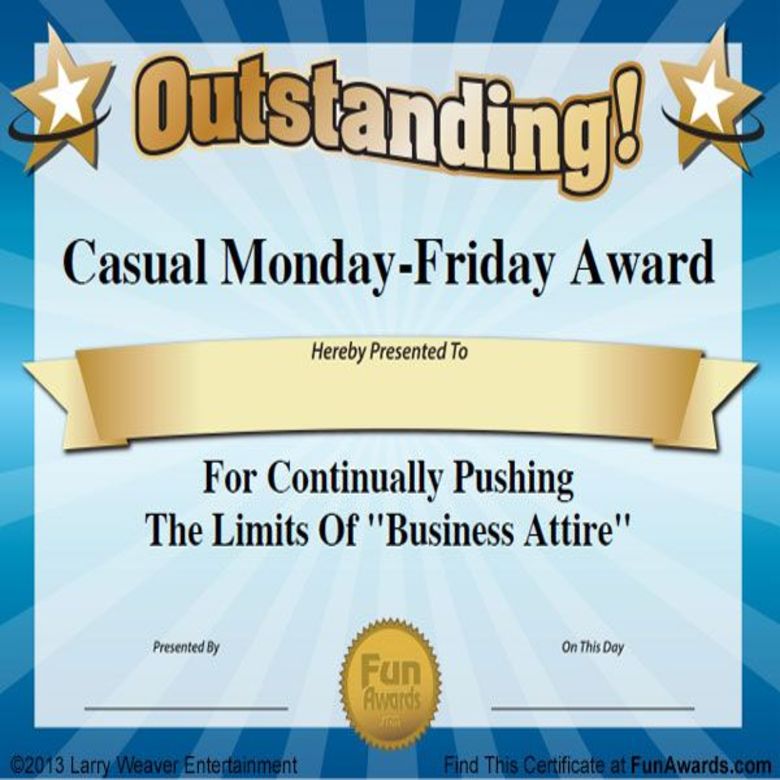 Outstanding!
Casual Monday-Friday Award
Hereby Presented To
For Continually Pushing
The Limits Of "Business Attire"
Presented By
On This Day
Fun
Awards
.com
©2013 Larry Weaver Entertainment
Find This Certificate at FunAwards.com